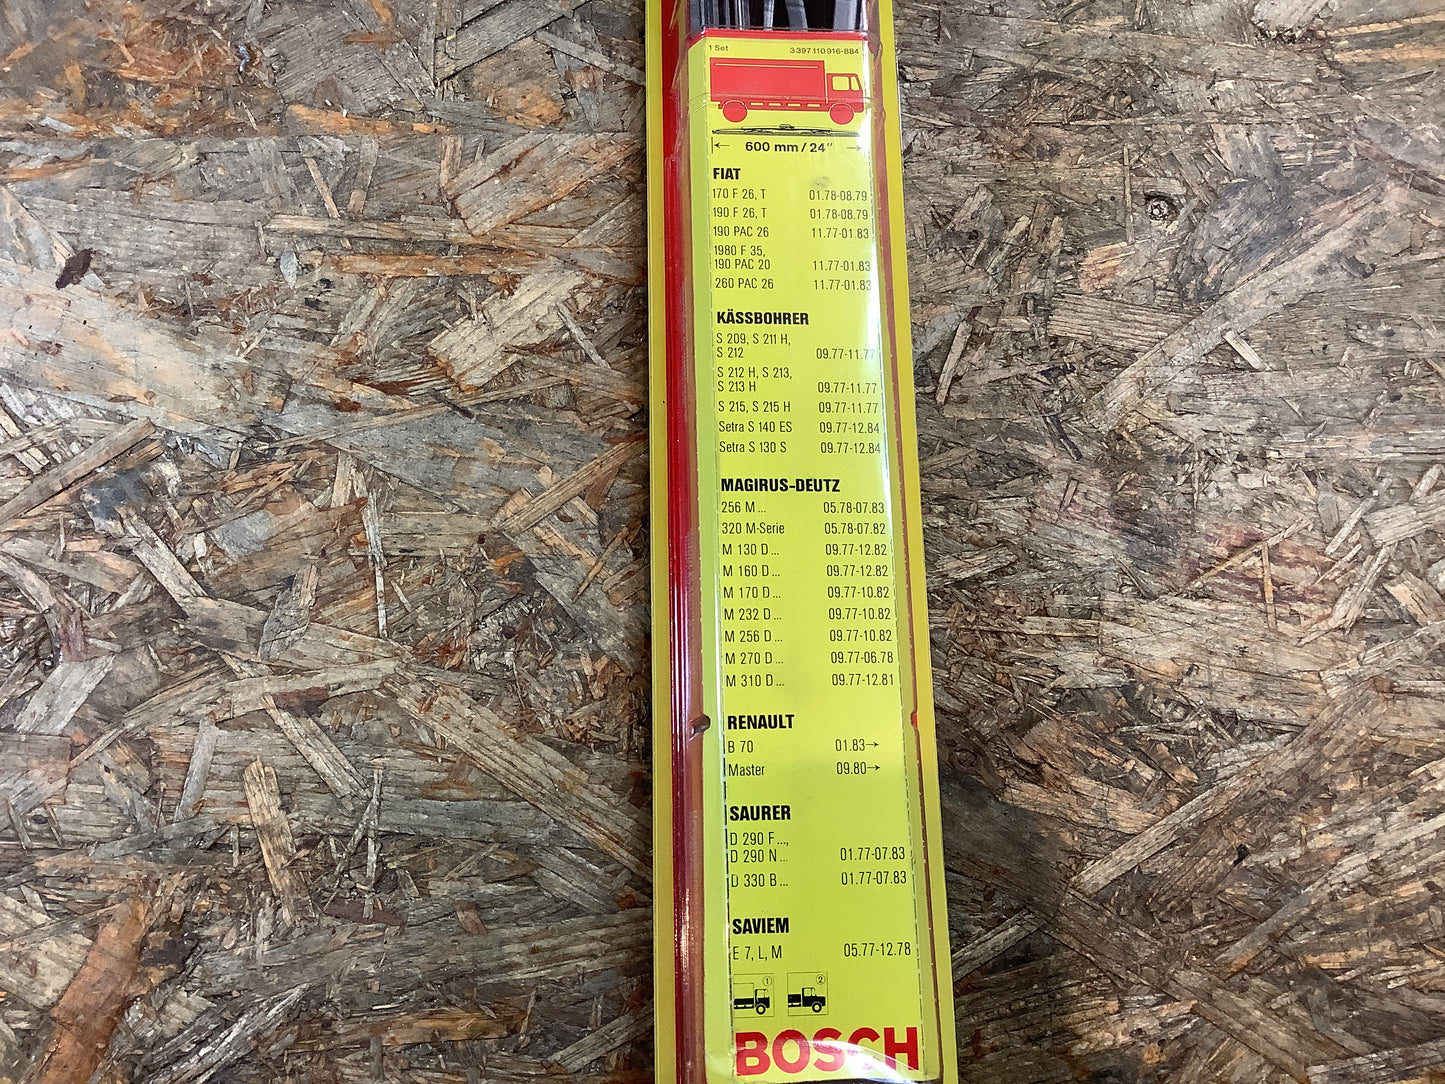 1 Set 3 397 110 916-884
600 mm / 24"
FIAT
170 F 26, T 01.78-08.79
190 F 26, T 01.78-08.79
190 PAC 26 11.77-01.83
1980 F 35,
190 PAC 20 11.77-01.83
260 PAC 26 11.77-01.83
KÄSSBOHRER
S 209, S 211 H,
S 212 09.77-11.77
S 212 H, S 213,
S 213 H 09.77-11.77
S 215, S 215 H 09.77-11.77
Setra S 140 ES 09.77-12.84
Setra S 130 S 09.77-12.84
MAGIRUS-DEUTZ
256 M... 05.78-07.83
320 M-Serie 05.78-07.82
M 130 D... 09.77-12.82
M 160 D... 09.77-12.82
M 170 D... 09.77-10.82
M 232 D... 09.77-10.82
M 256 D... 09.77-10.82
M 270 D... 09.77-06.78
M 310 D... 09.77-12.81
RENAULT
B 70 01.83→
Master 09.80→
SAURER
D 290 F...,
D 290 N... 01.77-07.83
D 330 B... 01.77-07.83
SAVIEM
E 7, L, M 05.77-12.78
1 2
BOSCH